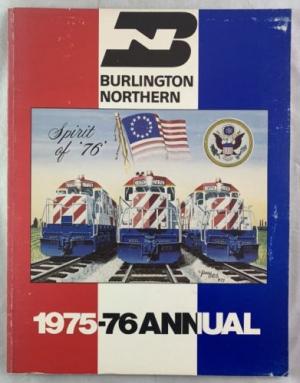 BURLINGTON
NORTHERN
Spirit
of '76'
1975-76 ANNUAL